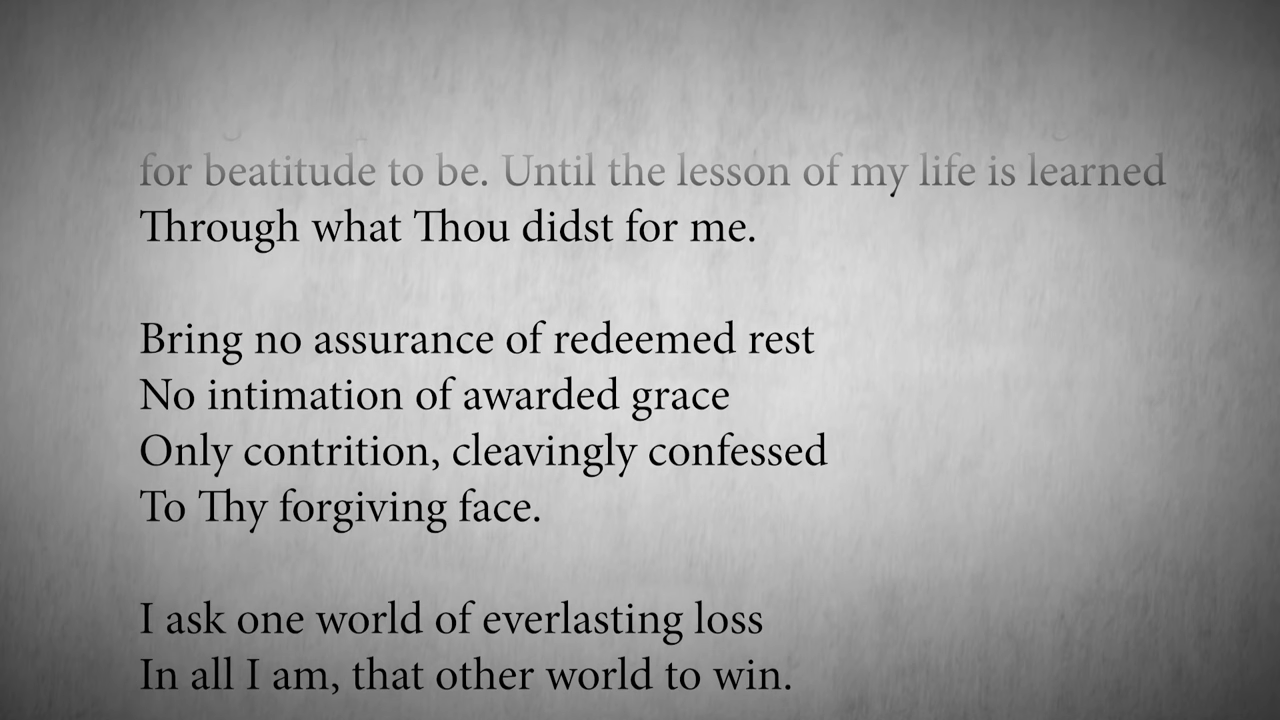 for beatitude to be. Until the lesson of my life is learned
Through what Thou didst for me.
Bring no assurance of redeemed rest
No intimation of awarded grace
Only contrition, cleavingly confessed
To Thy forgiving face.
I ask one world of everlasting loss
In all I am, that other world to win.